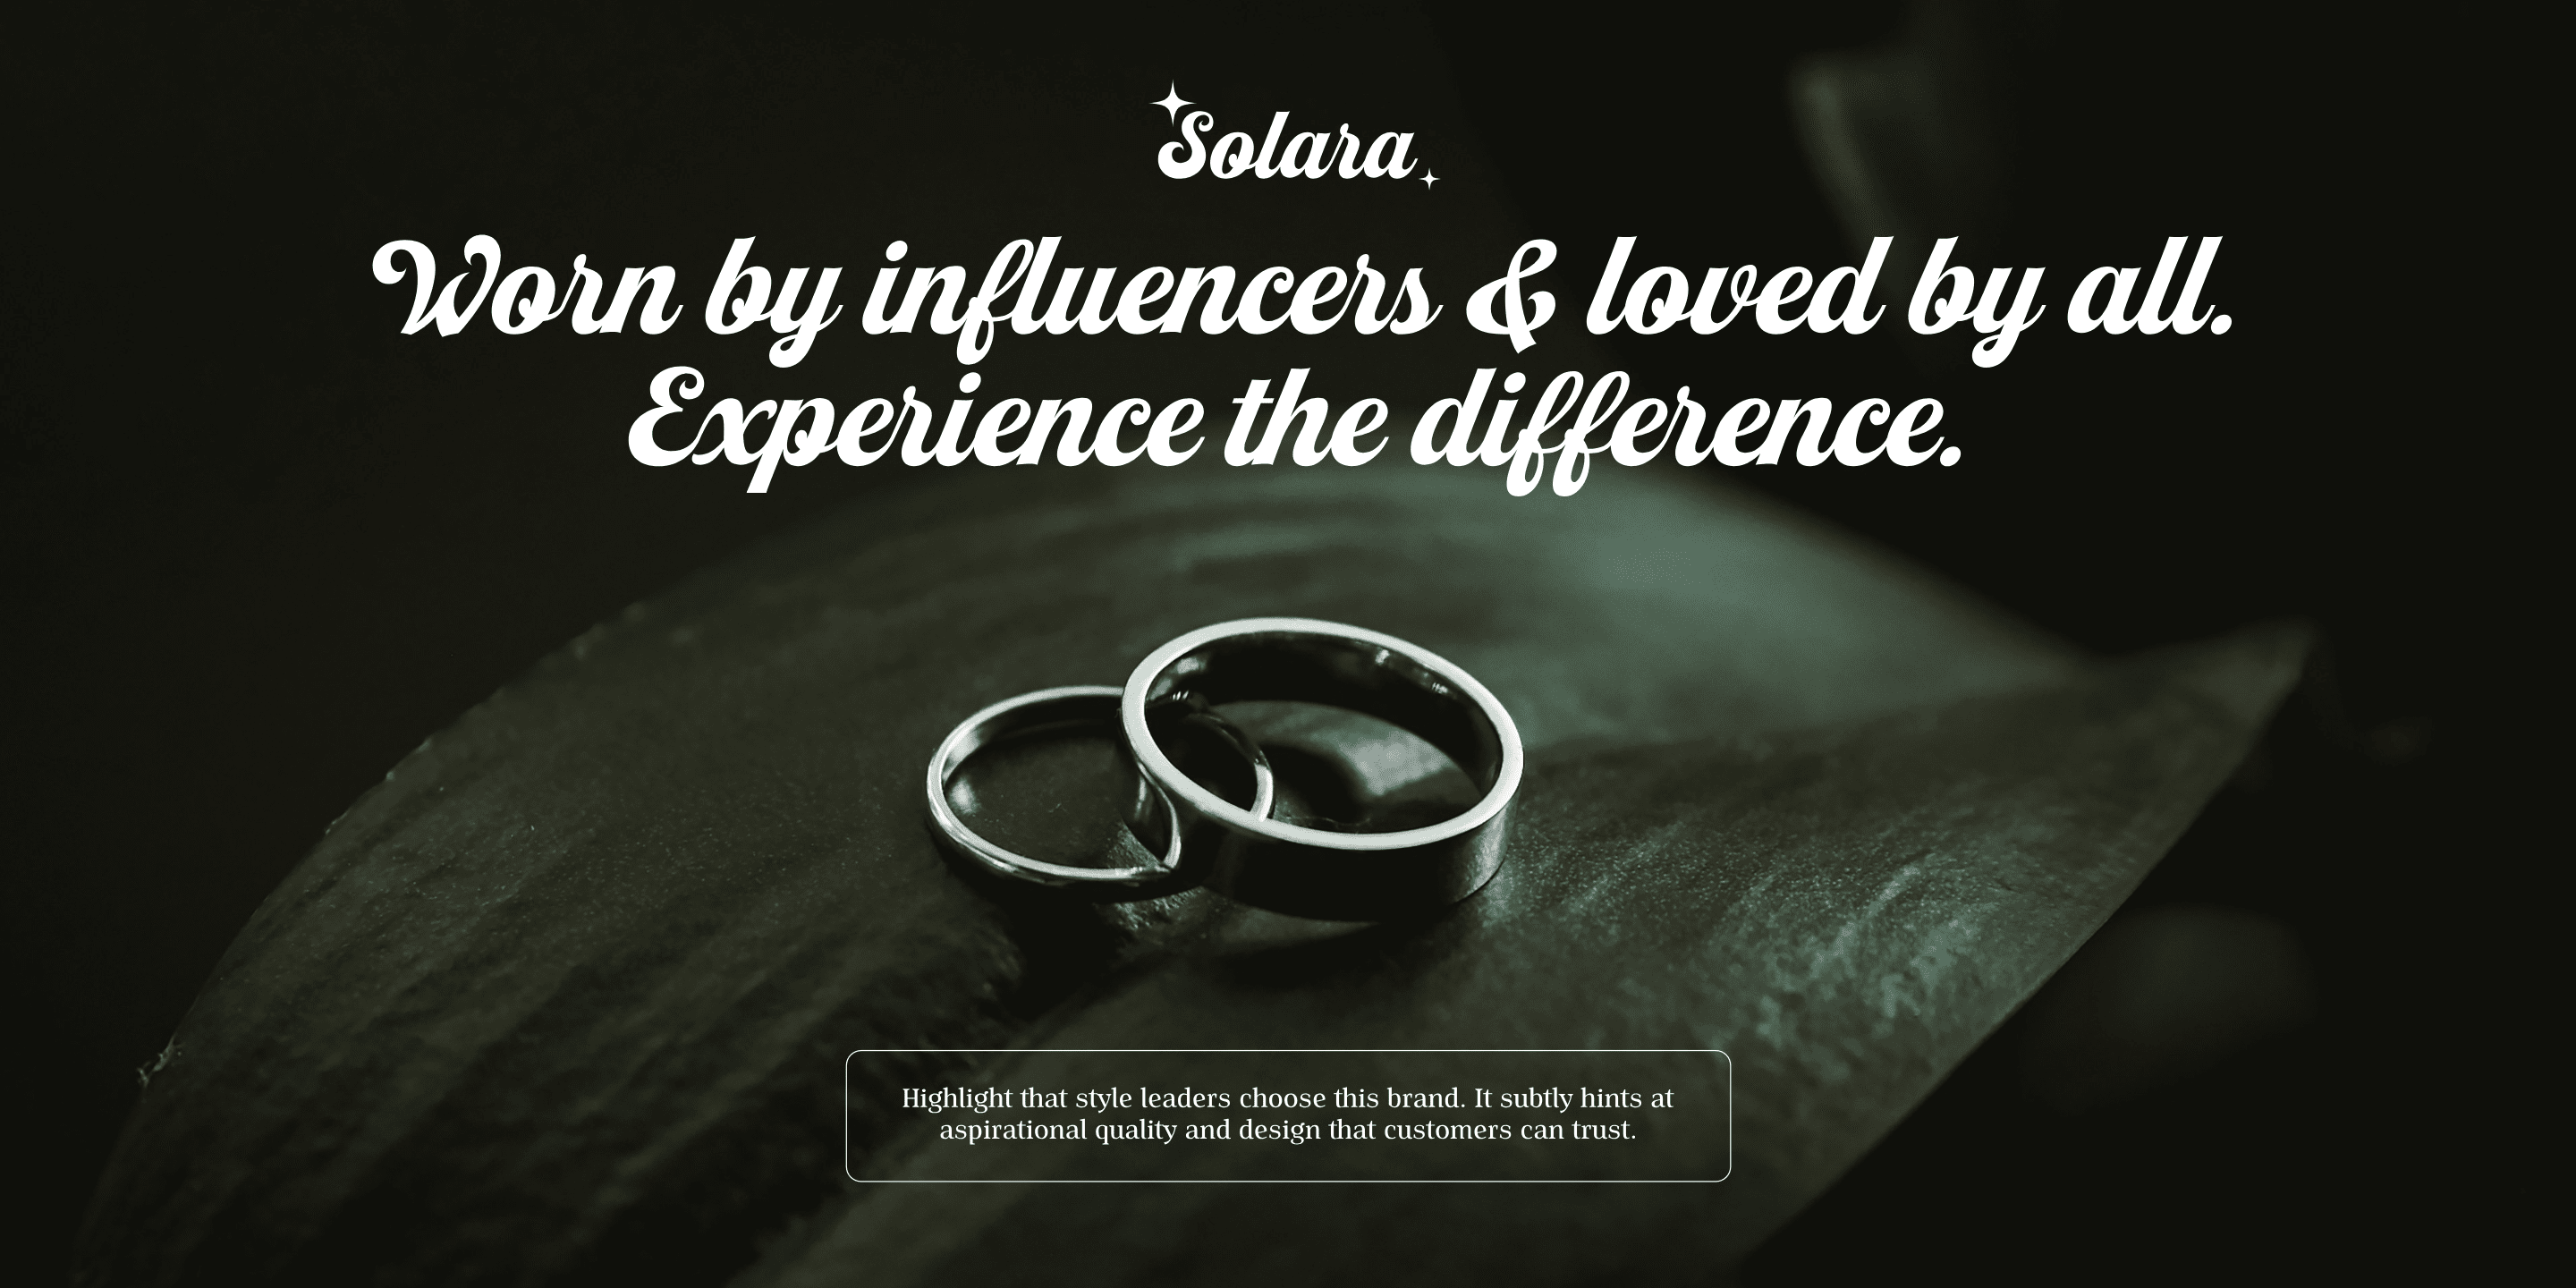 Solara
Worn by influencers & loved by all.
Experience the difference.
Highlight that style leaders choose this brand. It subtly hints at
aspirational quality and design that customers can trust.